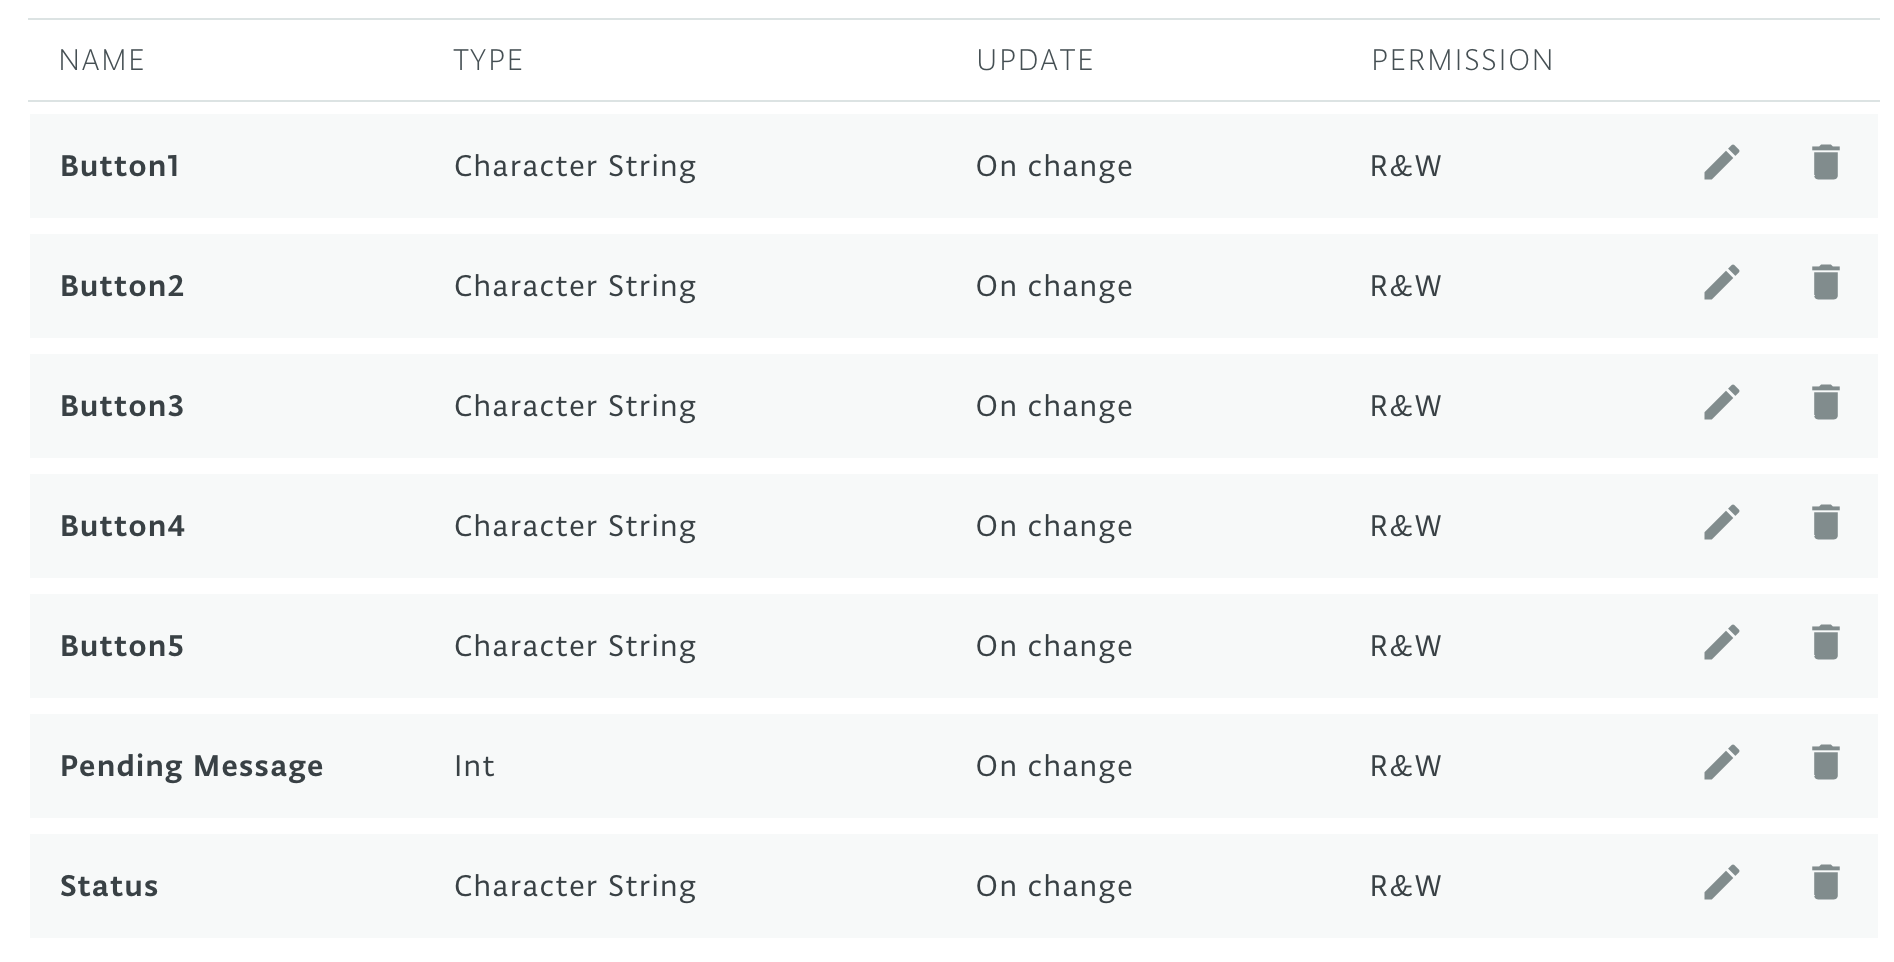 NAME TYPE UPDATE PERMISSION
Button1 Character String On change R&W
Button2 Character String On change R&W
Button3 Character String On change R&W
Button4 Character String On change R&W
Button5 Character String On change R&W
Pending Message Int On change R&W
Status Character String On change R&W